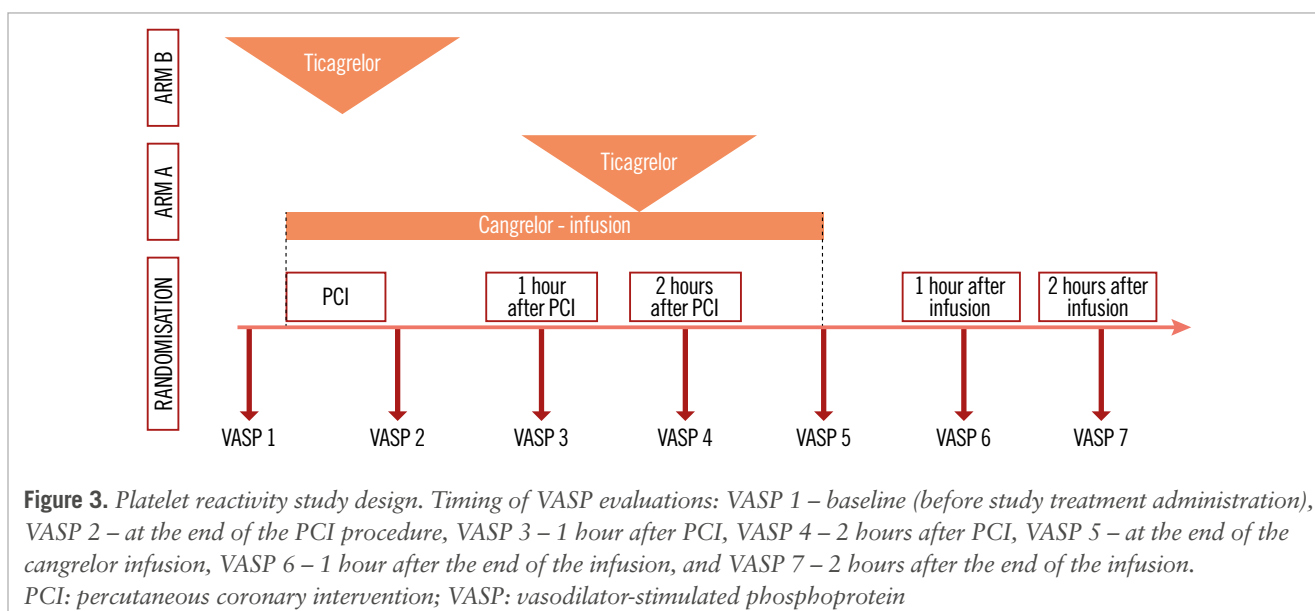 ARM B
Ticagrelor
ARM A
Ticagrelor
Cangrelor - infusion
RANDOMISATION
PCI
1 hour
after PCI
2 hours
after PCI
1 hour after
infusion
2 hours after
infusion
VASP 1
VASP 2
VASP 3
VASP 4
VASP 5
VASP 6
VASP 7
Figure 3. Platelet reactivity study design. Timing of VASP evaluations: VASP 1 – baseline (before study treatment administration),
VASP 2 – at the end of the PCI procedure, VASP 3 – 1 hour after PCI, VASP 4 – 2 hours after PCI, VASP 5 – at the end of the
cangrelor infusion, VASP 6 – 1 hour after the end of the infusion, and VASP 7 – 2 hours after the end of the infusion.
PCI: percutaneous coronary intervention; VASP: vasodilator-stimulated phosphoprotein